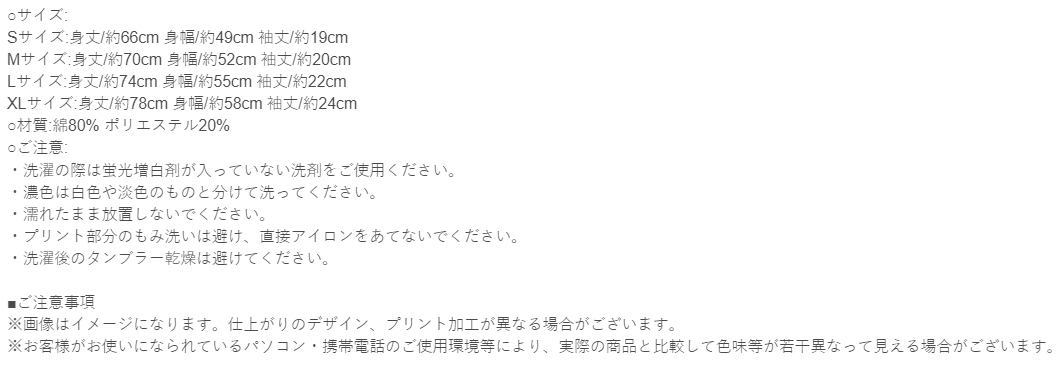 ○サイズ:
Sサイズ:身丈/約66cm 身幅/約49cm 袖丈/約19cm
Mサイズ:身丈/約70cm 身幅/約52cm 袖丈/約20cm
Lサイズ:身丈/約74cm 身幅/約55cm 袖丈/約22cm
XLサイズ:身丈/約78cm 身幅/約58cm 袖丈/約24cm
○材質:綿80% ポリエステル20%
○ご注意:
・洗濯の際は蛍光増白剤が入っていない洗剤をご使用ください。
・濃色は白色や淡色のものと分けて洗ってください。
・濡れたまま放置しないでください。
・プリント部分のもみ洗いは避け、直接アイロンをあてないでください。
・洗濯後のタンブラー乾燥は避けてください。
■ご注意事項
※画像はイメージになります。仕上がりのデザイン、プリント加工が異なる場合がございます。
※お客様がお使いになられているパソコン・携帯電話のご使用環境等により、実際の商品と比較して色味等が若干異なって見える場合がございます。